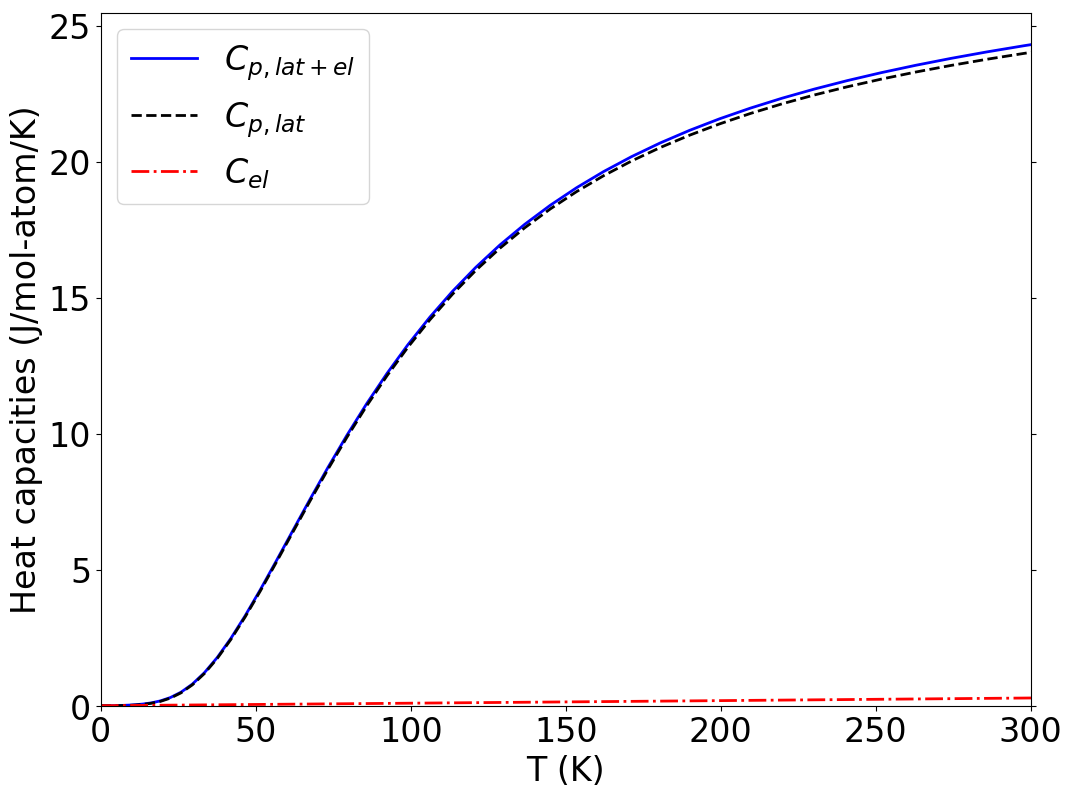 25
20
15
10
5
0
Heat capacities (J/mol-atom/K)
C_{p, lat+el}
C_{p, lat}
C_{el}
0 50 100 150 200 250 300
T (K)